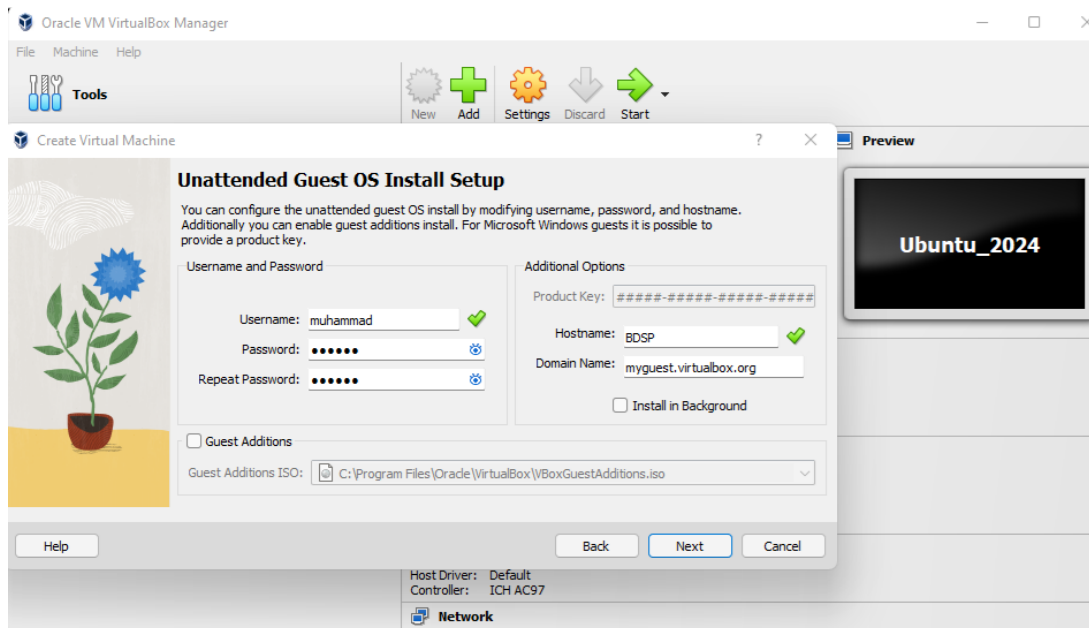 Oracle VM VirtualBox Manager
File Machine Help
Tools
New Add Settings Discard Start
Create Virtual Machine ?
Preview
Ubuntu_2024
Unattended Guest OS Install Setup
You can configure the unattended guest OS install by modifying username, password, and hostname.
Additionally you can enable guest additions install. For Microsoft Windows guests it is possible to
provide a product key.
Username and Password
Username: muhammad
Password: ●●●●●●
Repeat Password: ●●●●●●
Additional Options
Product Key: #####-#####-#####-#####
Hostname: BDSP
Domain Name: myguest.virtualbox.org
Install in Background
Guest Additions
Guest Additions ISO: C:\Program Files\Oracle\VirtualBox\VBoxGuestAdditions.iso
Help Back Next Cancel
Host Driver: Default
Controller: ICH AC97
Network